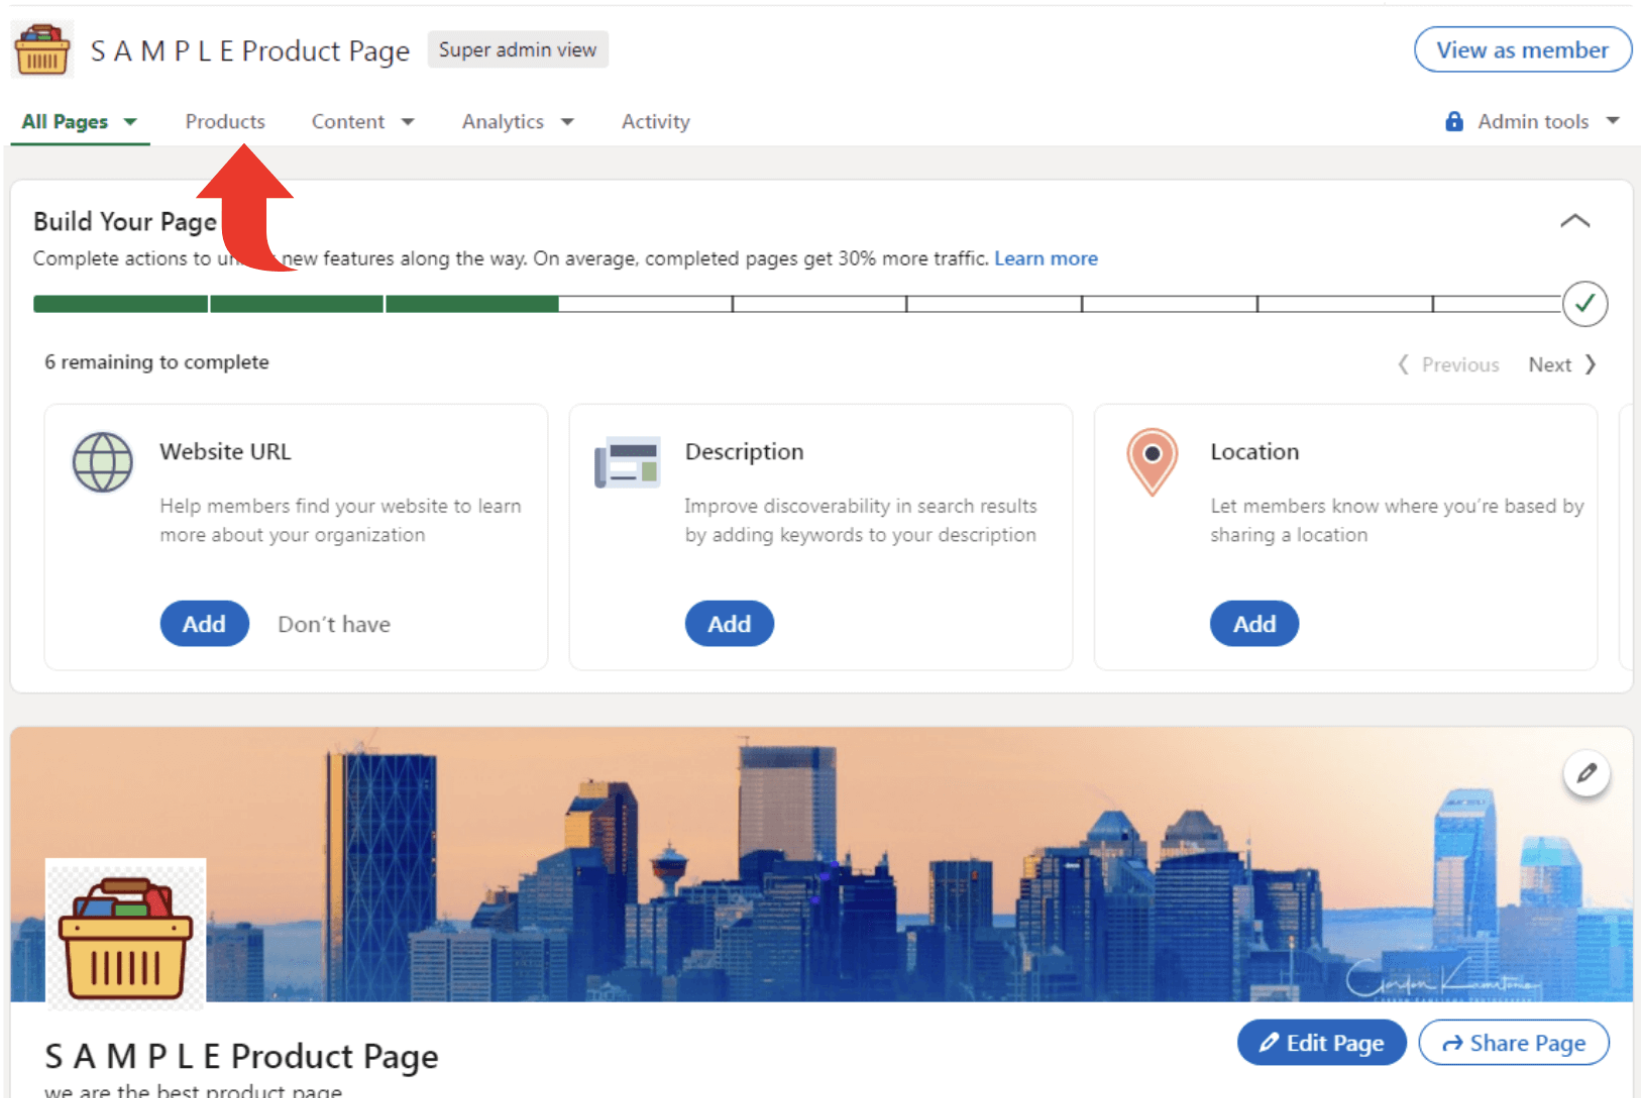 S A M P L E Product Page
Super admin view
View as member
All Pages
Products
Content
Analytics
Activity
Admin tools
Build Your Page
Complete actions to un new features along the way. On average, completed pages get 30% more traffic. Learn more
6 remaining to complete
Previous
Next
Website URL
Help members find your website to learn
more about your organization
Add
Don't have
Description
Improve discoverability in search results
by adding keywords to your description
Add
Location
Let members know where you're based by
sharing a location
Add
S A M P L E Product Page
we are the best product page
Edit Page
Share Page